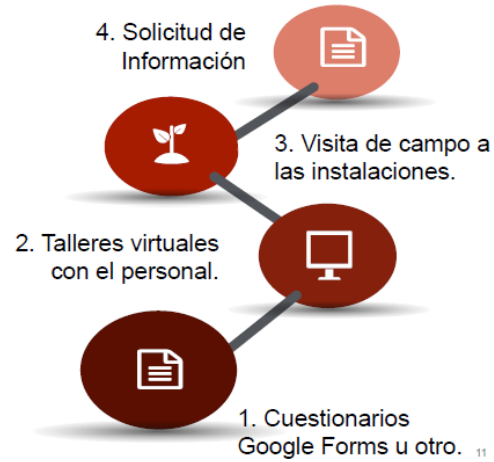 4. Solicitud de
Información
3. Visita de campo a
las instalaciones.
2. Talleres virtuales
con el personal.
1. Cuestionarios
Google Forms u otro.
11